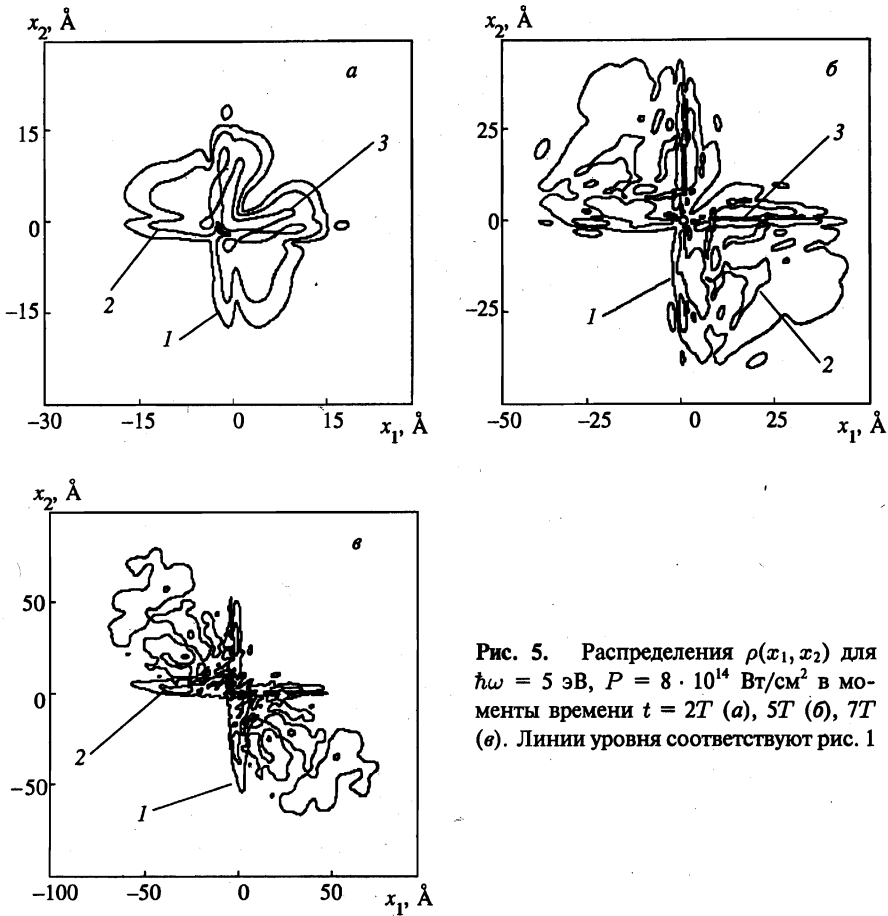 x₂, Å
a
15
0
−15
1
2
3
−30
−15
0
15
x₁, Å
x₂, Å
б
25
0
−25
1
2
3
−50
−25
0
25
x₁, Å
x₂, Å
в
50
0
−50
1
2
−100
−50
0
50
x₁, Å
Рис. 5. Распределения ρ(x₁, x₂) для
ℏω = 5 эВ, P = 8 · 10¹⁴ Вт/см² в мо-
менты времени t = 2T (а), 5T (б), 7T
(в). Линии уровня соответствуют рис. 1